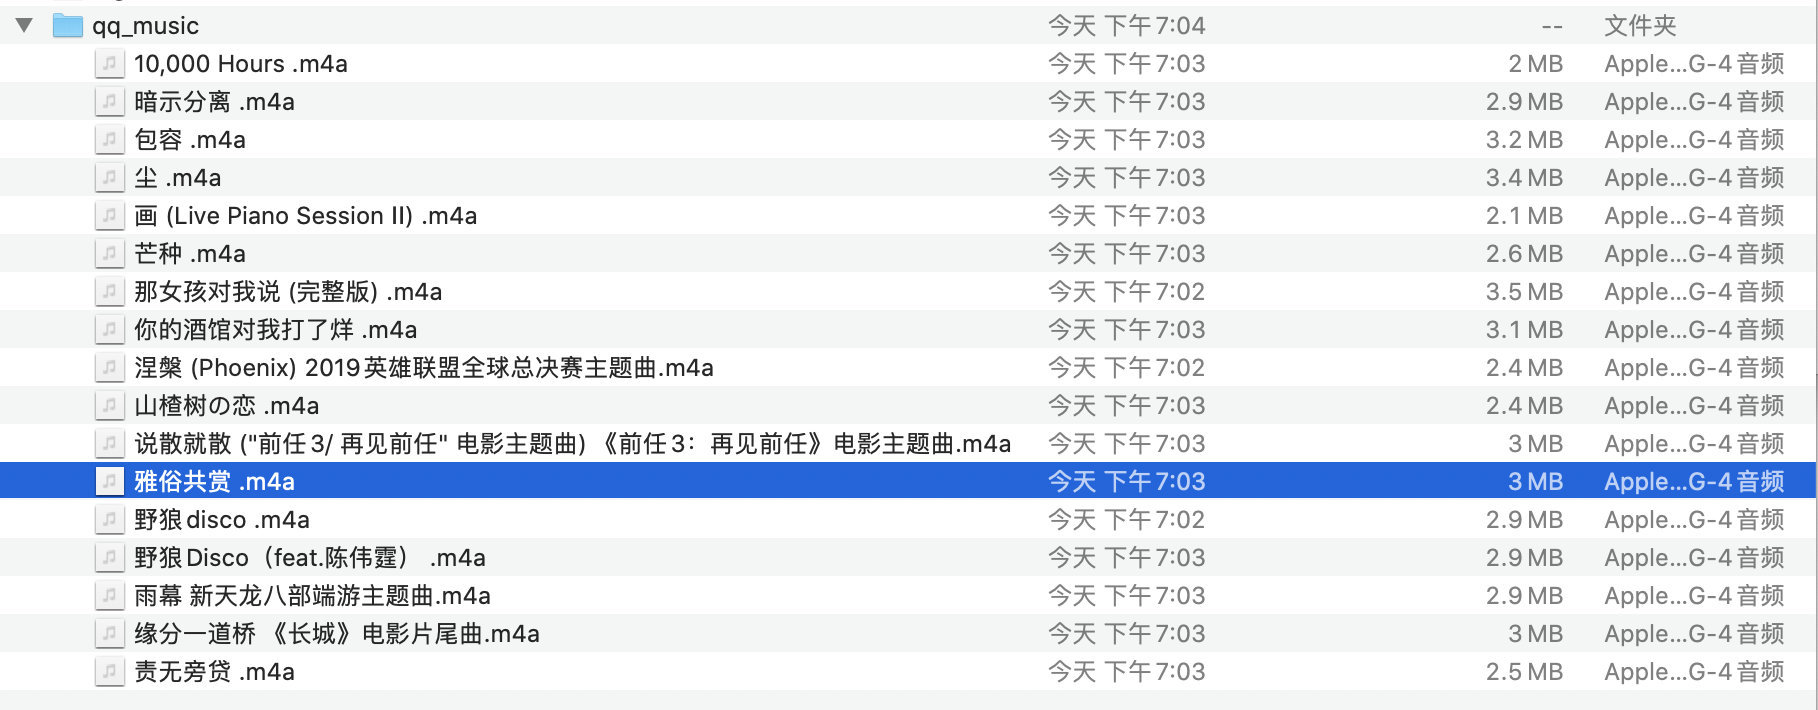 qq_music 今天 下午7:04 -- 文件夹
10,000 Hours .m4a 今天 下午7:03 2 MB Apple...G-4音频
暗示分离 .m4a 今天 下午7:03 2.9 MB Apple...G-4音频
包容 .m4a 今天 下午7:03 3.2 MB Apple...G-4音频
尘 .m4a 今天 下午7:03 3.4 MB Apple...G-4音频
画 (Live Piano Session II) .m4a 今天 下午7:03 2.1 MB Apple...G-4音频
芒种 .m4a 今天 下午7:03 2.6 MB Apple...G-4音频
那女孩对我说 (完整版) .m4a 今天 下午7:02 3.5 MB Apple...G-4音频
你的酒馆对我打了烊 .m4a 今天 下午7:03 3.1 MB Apple...G-4音频
涅槃 (Phoenix) 2019英雄联盟全球总决赛主题曲.m4a 今天 下午7:02 2.4 MB Apple...G-4音频
山楂树の恋 .m4a 今天 下午7:03 2.4 MB Apple...G-4音频
说散就散 ("前任3/ 再见前任" 电影主题曲) 《前任3：再见前任》电影主题曲.m4a 今天 下午7:03 3 MB Apple...G-4音频
雅俗共赏 .m4a 今天 下午7:03 3 MB Apple...G-4音频
野狼disco .m4a 今天 下午7:02 2.9 MB Apple...G-4音频
野狼Disco（feat.陈伟霆） .m4a 今天 下午7:03 2.9 MB Apple...G-4音频
雨幕 新天龙八部端游主题曲.m4a 今天 下午7:03 2.9 MB Apple...G-4音频
缘分一道桥 《长城》电影片尾曲.m4a 今天 下午7:03 3 MB Apple...G-4音频
责无旁贷 .m4a 今天 下午7:03 2.5 MB Apple...G-4音频